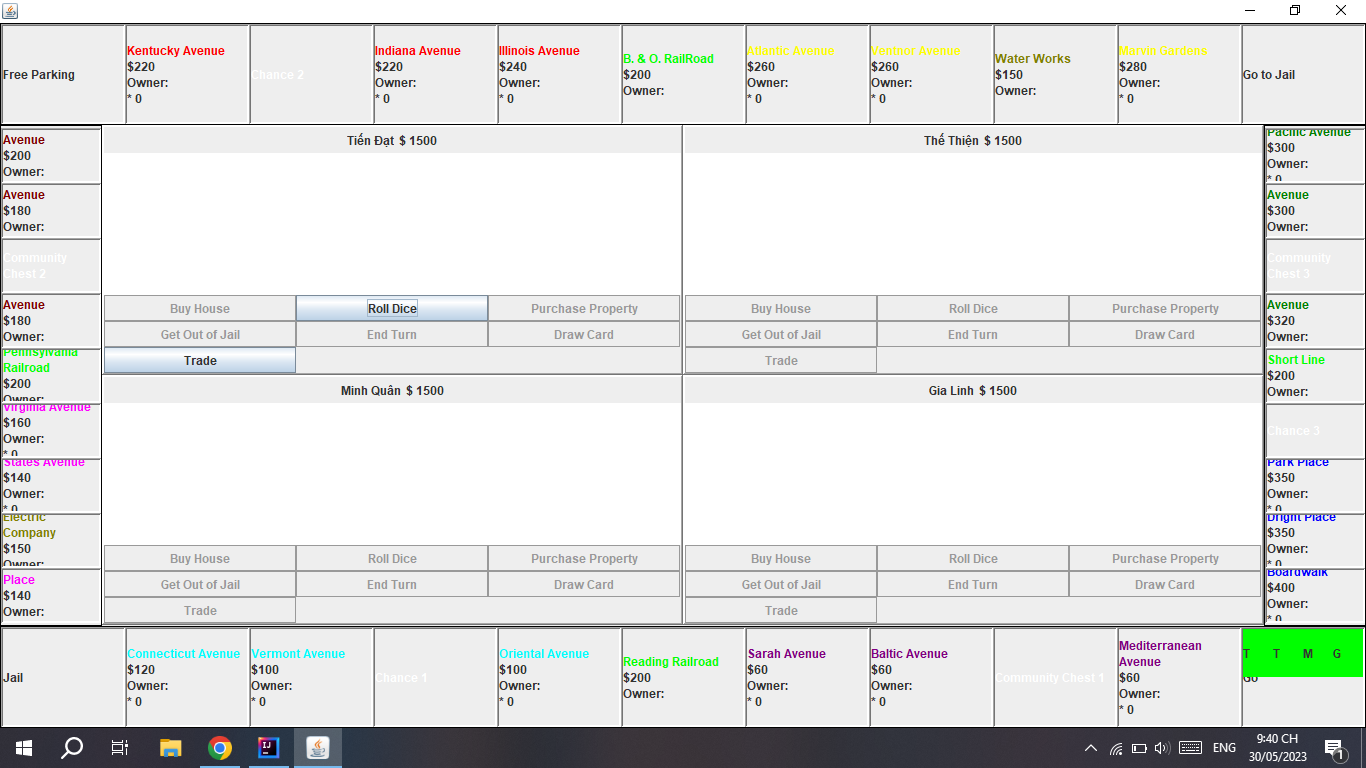 Free Parking
Kentucky Avenue
$220
Owner:
* 0
Chance 2
Indiana Avenue
$220
Owner:
* 0
Illinois Avenue
$240
Owner:
* 0
B. & O. RailRoad
$200
Owner:
Atlantic Avenue
$260
Owner:
* 0
Ventnor Avenue
$260
Owner:
* 0
Water Works
$150
Owner:
Marvin Gardens
$280
Owner:
* 0
Go to Jail
Avenue
$200
Owner:
Avenue
$180
Owner:
Community
Chest 2
Avenue
$180
Owner:
Pennsylvania
Railroad
$200
Owner:
Virginia Avenue
$160
Owner:
* 0
States Avenue
$140
Owner:
* 0
Electric
Company
$150
Owner:
Place
$140
Owner:
Tiến Đạt $ 1500
Buy House
Roll Dice
Purchase Property
Get Out of Jail
End Turn
Draw Card
Trade
Thế Thiện $ 1500
Buy House
Roll Dice
Purchase Property
Get Out of Jail
End Turn
Draw Card
Trade
Minh Quân $ 1500
Buy House
Roll Dice
Purchase Property
Get Out of Jail
End Turn
Draw Card
Trade
Gia Linh $ 1500
Buy House
Roll Dice
Purchase Property
Get Out of Jail
End Turn
Draw Card
Trade
Pacific Avenue
$300
Owner:
* 0
Avenue
$300
Owner:
Community
Chest 3
Avenue
$320
Owner:
Short Line
$200
Owner:
Chance 3
Park Place
$350
Owner:
* 0
Dright Place
$350
Owner:
* 0
Boardwalk
$400
Owner:
* 0
Jail
Connecticut Avenue
$120
Owner:
* 0
Vermont Avenue
$100
Owner:
* 0
Chance 1
Oriental Avenue
$100
Owner:
* 0
Reading Railroad
$200
Owner:
Sarah Avenue
$60
Owner:
* 0
Baltic Avenue
$60
Owner:
* 0
Community Chest 1
Mediterranean
Avenue
$60
Owner:
* 0
T T M G
Go
ENG
9:40 CH
30/05/2023
1